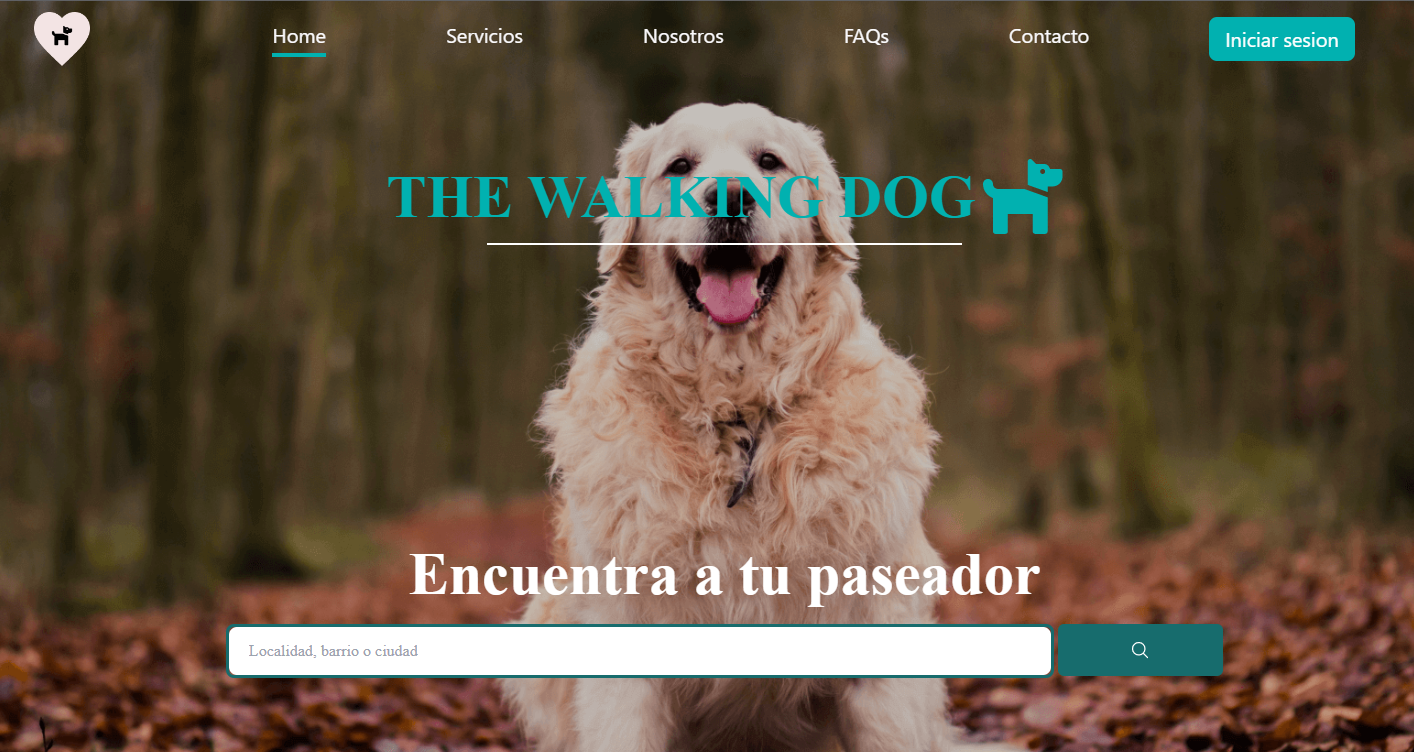 Home Servicios Nosotros FAQs Contacto Iniciar sesion
THE WALKING DOG
Encuentra a tu paseador
Localidad, barrio o ciudad